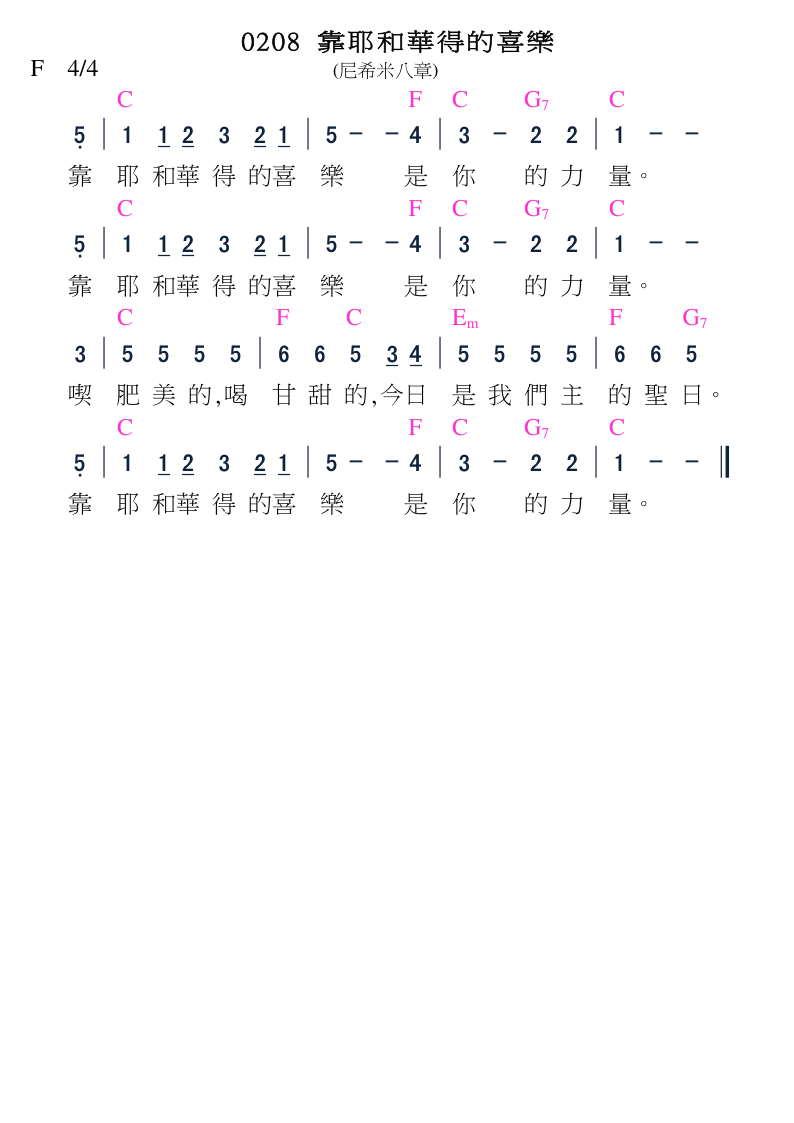 0208 靠耶和華得的喜樂
F 4/4 (尼希米八章)
C F C G7 C
5̣ | 1 1 2 3 2 1 | 5 – – 4 | 3 – 2 2 | 1 – –
靠 耶 和華 得 的喜 樂 是 你 的 力 量。
C F C G7 C
5̣ | 1 1 2 3 2 1 | 5 – – 4 | 3 – 2 2 | 1 – –
靠 耶 和華 得 的喜 樂 是 你 的 力 量。
C F C Em F G7
3 | 5 5 5 5 | 6 6 5 3 4 | 5 5 5 5 | 6 6 5
喫 肥 美 的,喝 甘 甜 的,今日 是 我 們 主 的 聖 日。
C F C G7 C
5̣ | 1 1 2 3 2 1 | 5 – – 4 | 3 – 2 2 | 1 – – ‖
靠 耶 和華 得 的喜 樂 是 你 的 力 量。